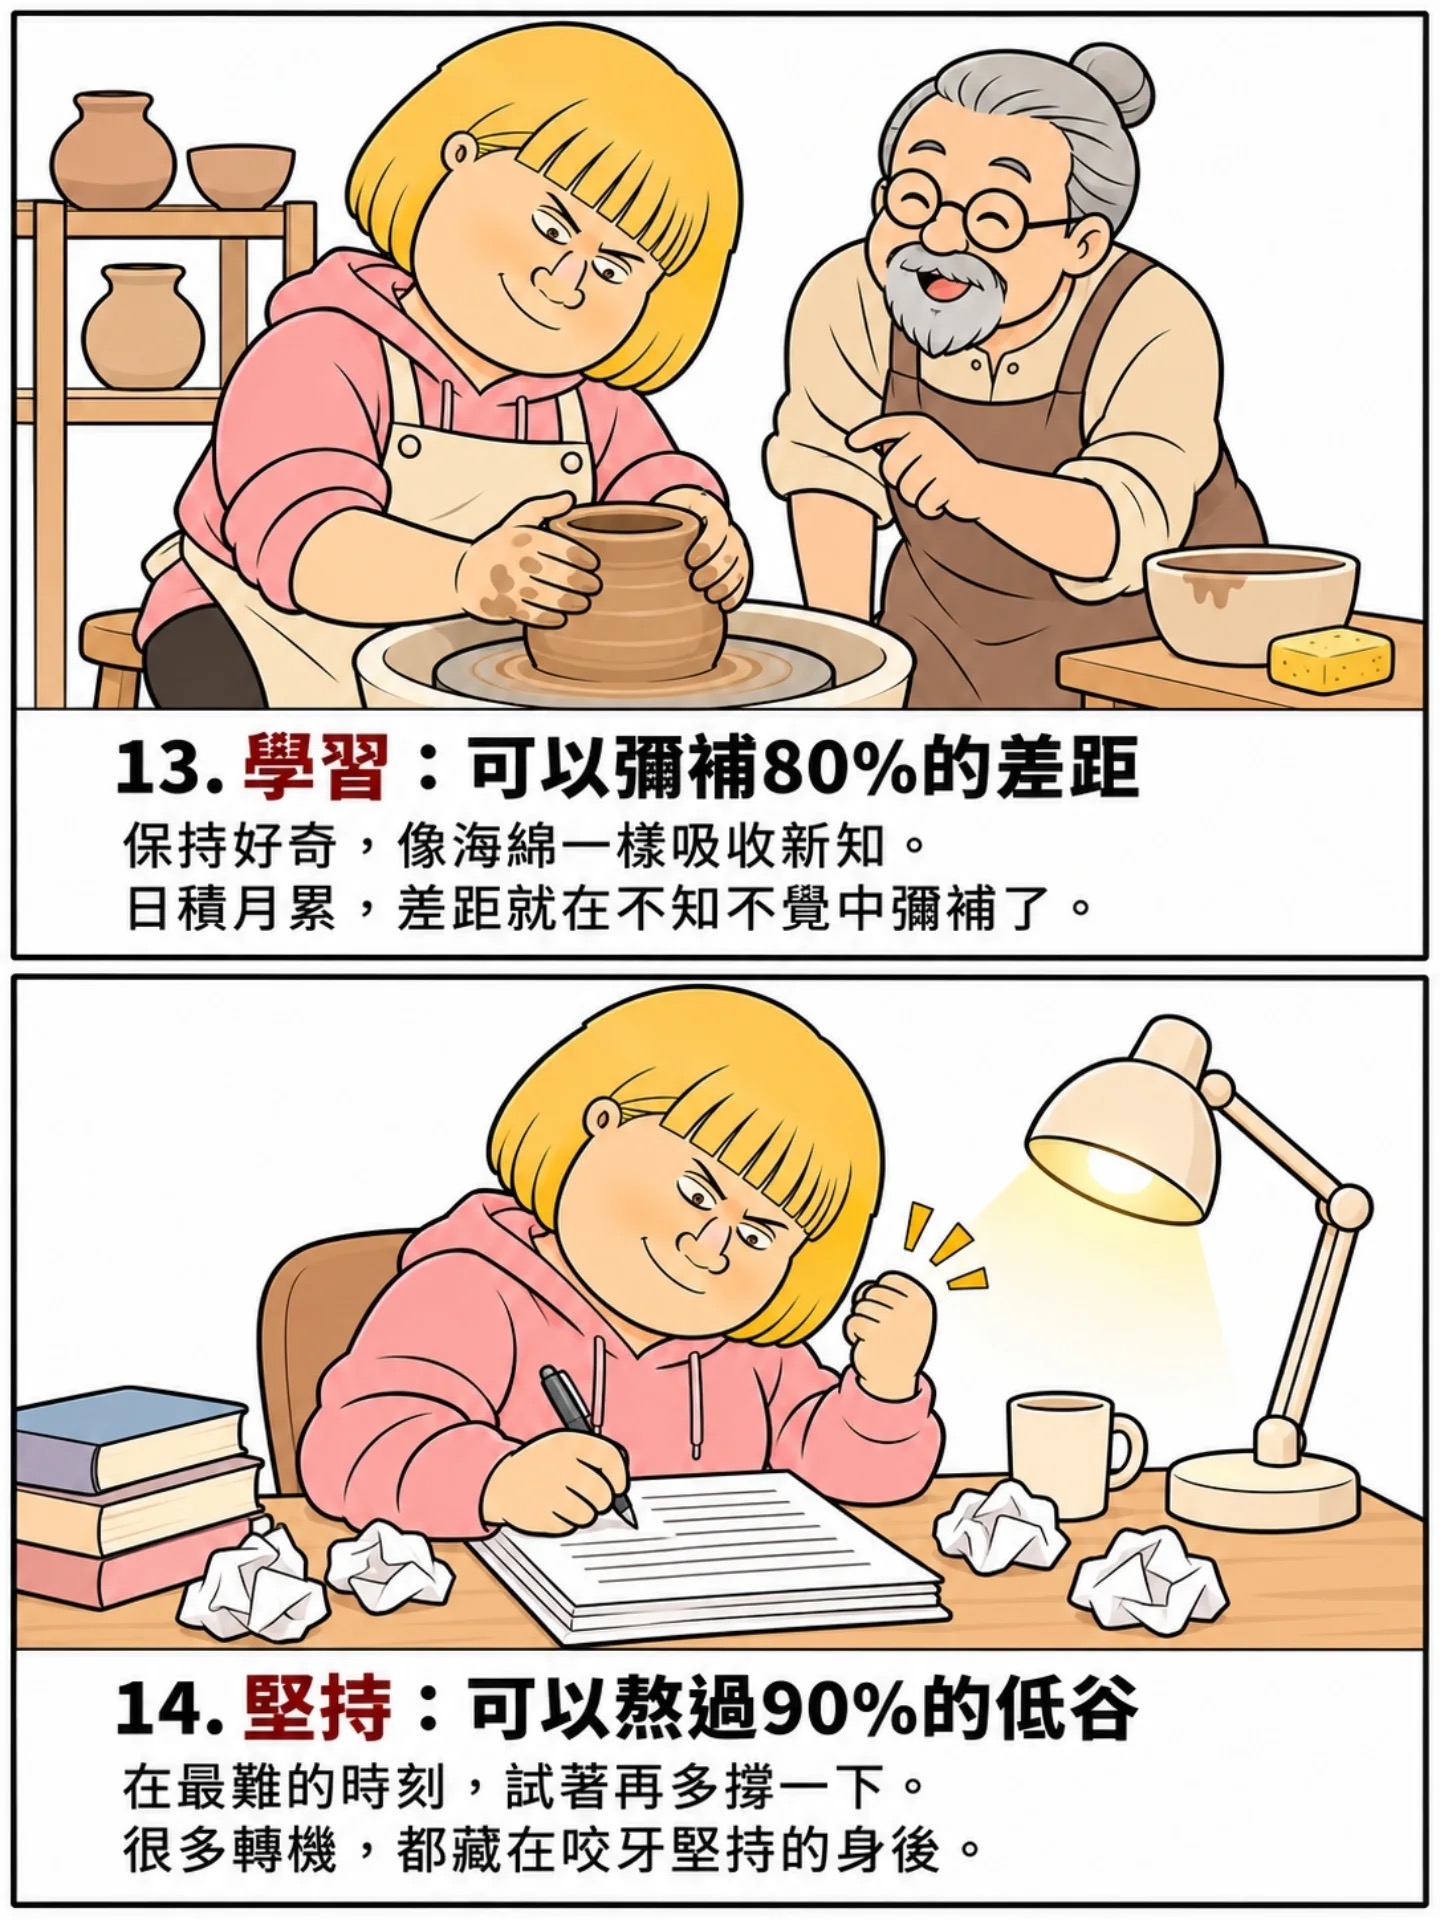 13. 學習：可以彌補80%的差距
保持好奇，像海綿一樣吸收新知。
日積月累，差距就在不知不覺中彌補了。
14. 堅持：可以熬過90%的低谷
在最難的時刻，試著再多撐一下。
很多轉機，都藏在咬牙堅持的身後。